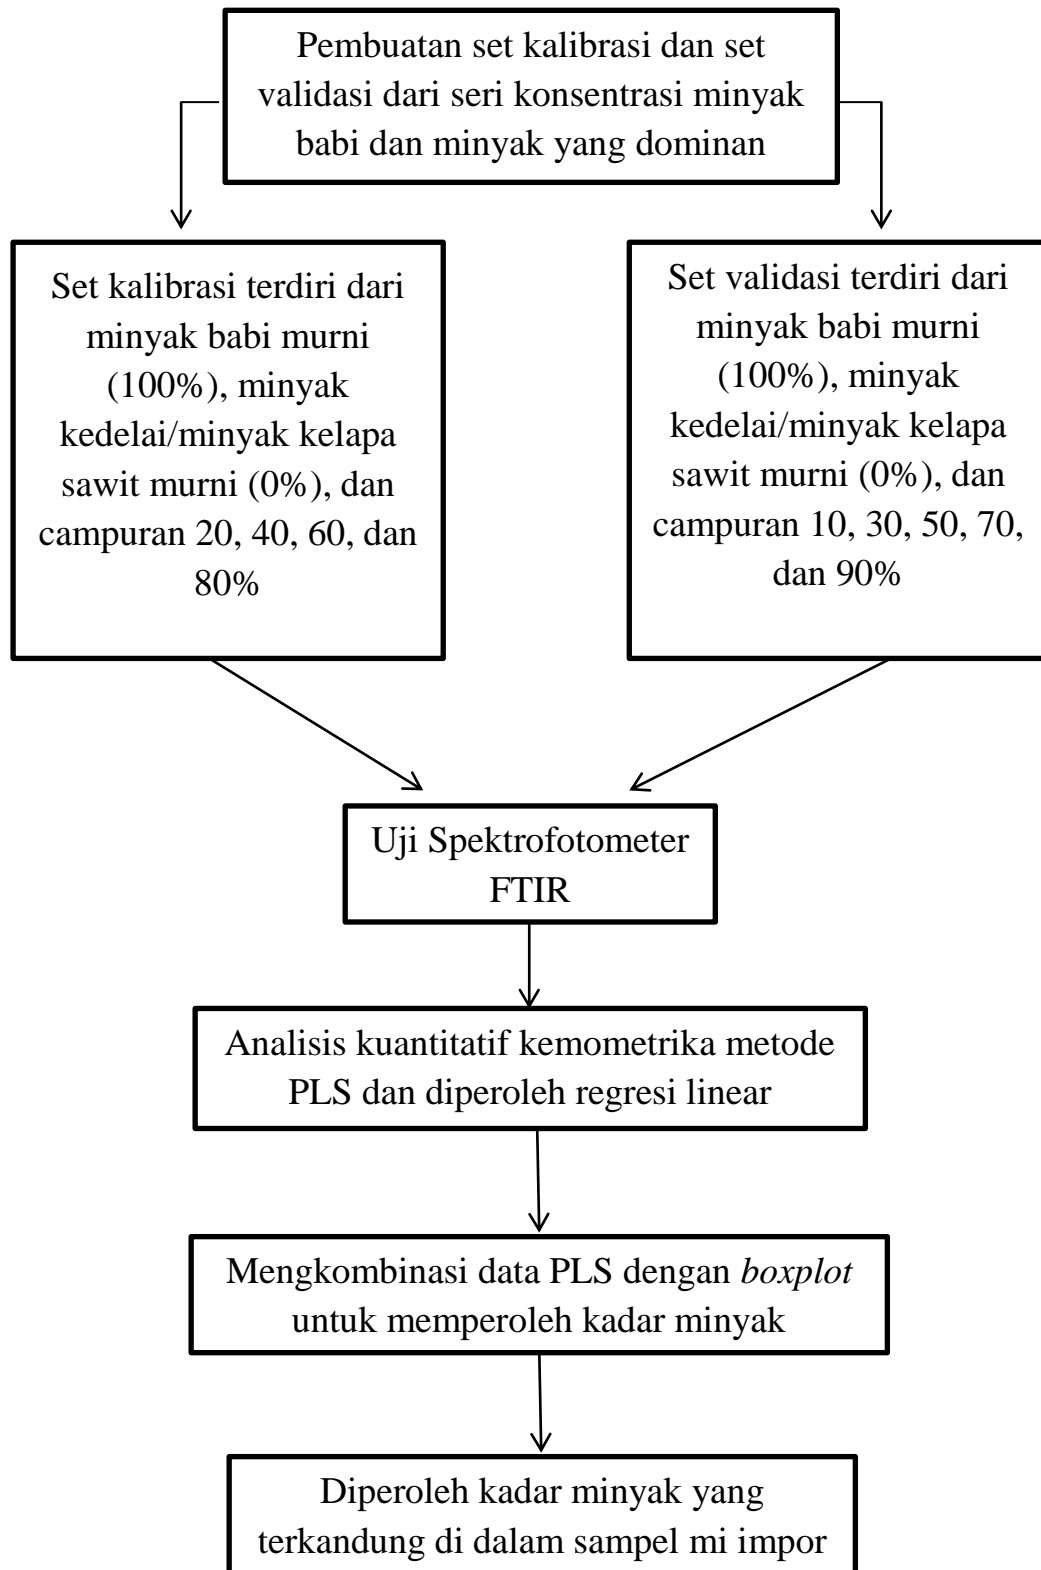 Pembuatan set kalibrasi dan set
validasi dari seri konsentrasi minyak
babi dan minyak yang dominan
Set kalibrasi terdiri dari
minyak babi murni
(100%), minyak
kedelai/minyak kelapa
sawit murni (0%), dan
campuran 20, 40, 60, dan
80%
Set validasi terdiri dari
minyak babi murni
(100%), minyak
kedelai/minyak kelapa
sawit murni (0%), dan
campuran 10, 30, 50, 70,
dan 90%
Uji Spektrofotometer
FTIR
Analisis kuantitatif kemometrika metode
PLS dan diperoleh regresi linear
Mengkombinasi data PLS dengan boxplot
untuk memperoleh kadar minyak
Diperoleh kadar minyak yang
terkandung di dalam sampel mi impor